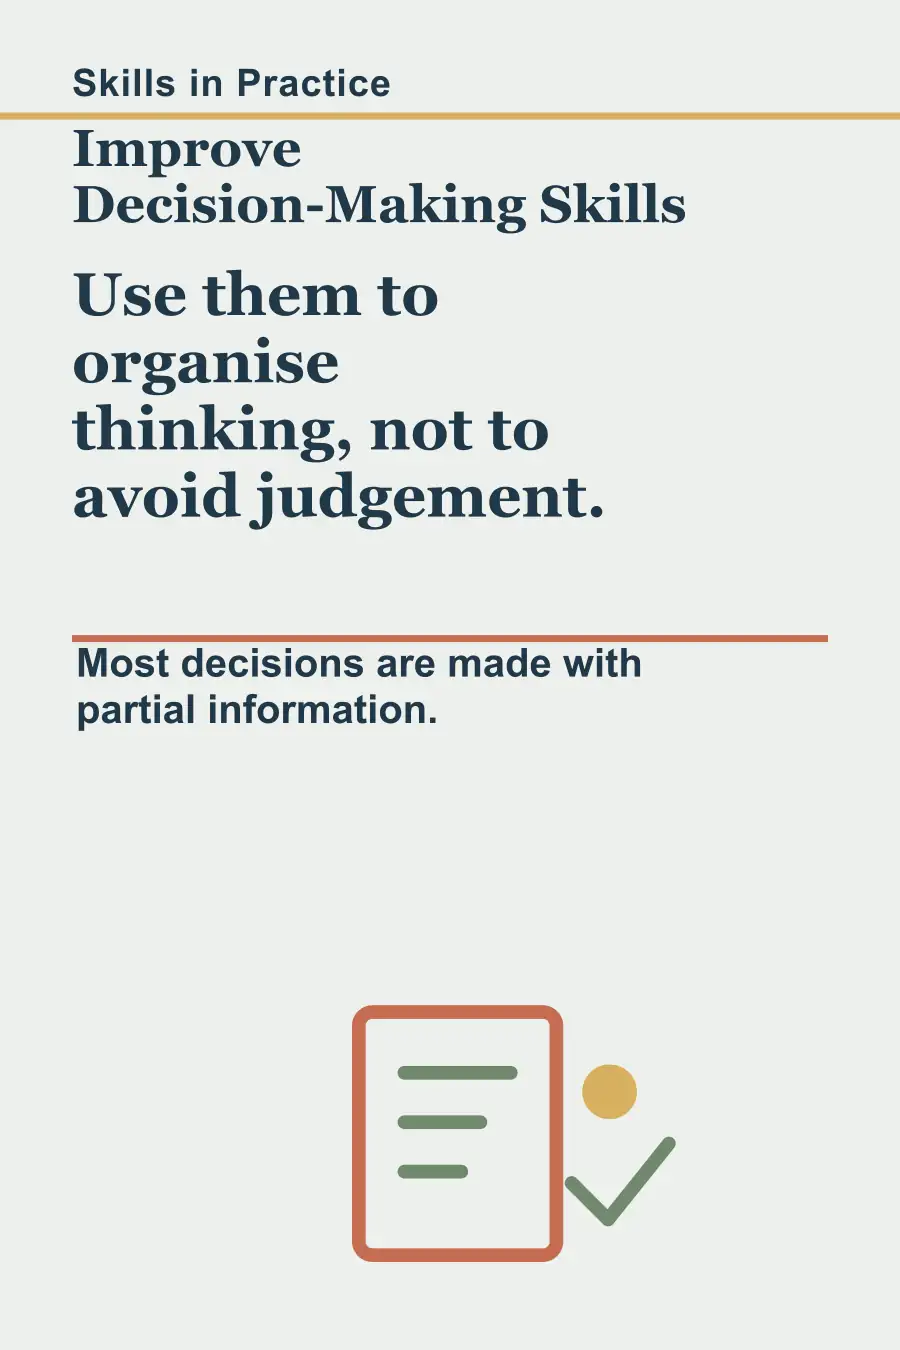 Skills in Practice
Improve
Decision-Making Skills
Use them to
organise
thinking, not to
avoid judgement.
Most decisions are made with
partial information.